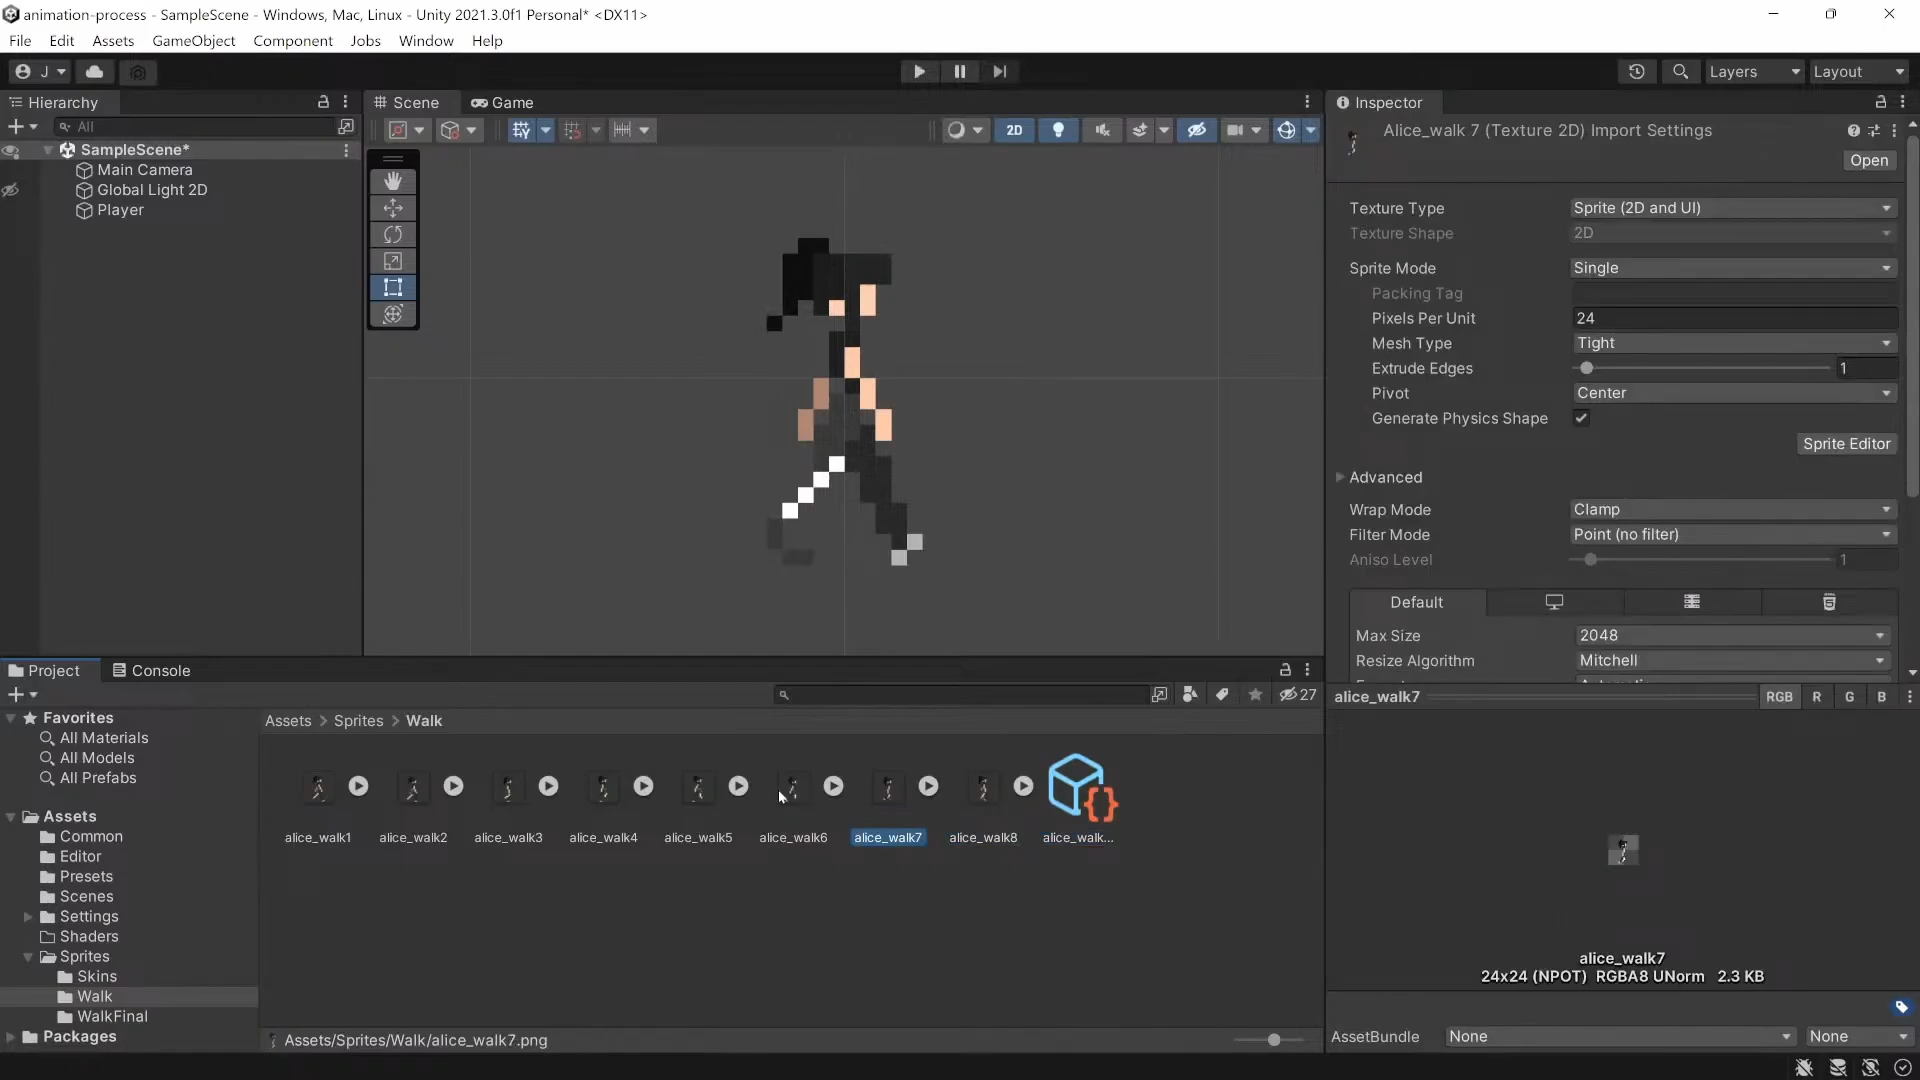 animation-process - SampleScene - Windows, Mac, Linux - Unity 2021.3.0f1 Personal* <DX11>
File Edit Assets GameObject Component Jobs Window Help
J Layers Layout
Hierarchy
All
SampleScene*
Main Camera
Global Light 2D
Player
Scene Game
2D
Inspector
Alice_walk 7 (Texture 2D) Import Settings
Open
Texture Type Sprite (2D and UI)
Texture Shape 2D
Sprite Mode Single
Packing Tag
Pixels Per Unit 24
Mesh Type Tight
Extrude Edges 1
Pivot Center
Generate Physics Shape
Sprite Editor
Advanced
Wrap Mode Clamp
Filter Mode Point (no filter)
Aniso Level 1
Default
Max Size 2048
Resize Algorithm Mitchell
Project Console
27
Favorites
All Materials
All Models
All Prefabs
Assets
Common
Editor
Presets
Scenes
Settings
Shaders
Sprites
Skins
Walk
WalkFinal
Packages
Assets > Sprites > Walk
alice_walk1 alice_walk2 alice_walk3 alice_walk4 alice_walk5 alice_walk6 alice_walk7 alice_walk8 alice_walk...
Assets/Sprites/Walk/alice_walk7.png
alice_walk7 RGB R G B
alice_walk7
24x24 (NPOT) RGBA8 UNorm 2.3 KB
AssetBundle None None